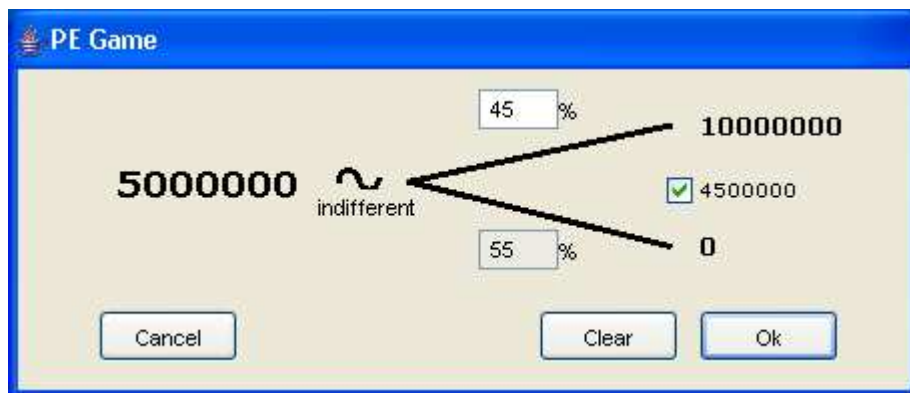 PE Game
45 %
10000000
5000000
indifferent
4500000
55 %
0
Cancel
Clear
Ok